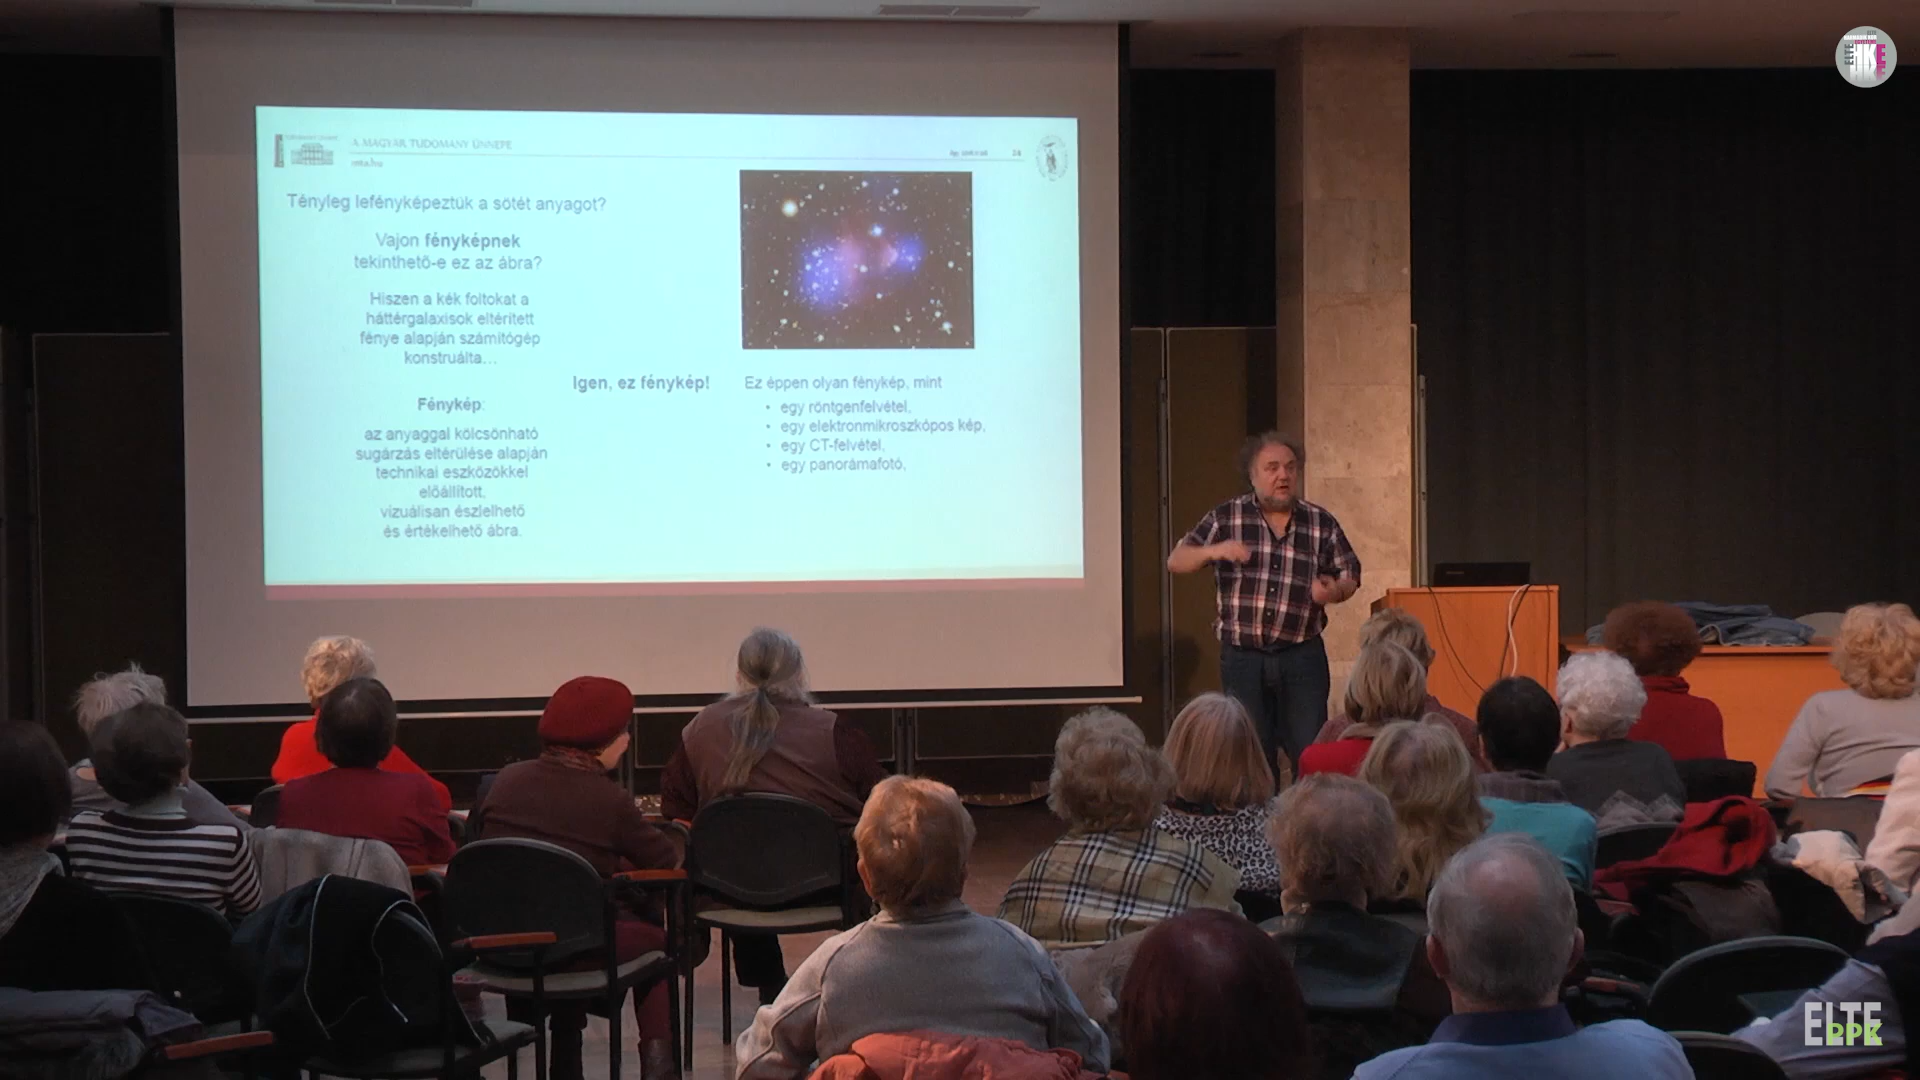 A MAGYAR TUDOMÁNY ÜNNEPE
mta.hu
24
Tényleg lefényképeztük a sötét anyagot?
Vajon fényképnek
tekinthető-e ez az ábra?
Hiszen a kék foltokat a
háttérgalaxisok eltérített
fénye alapján számítógép
konstruálta…
Igen, ez fénykép!
Fénykép:
az anyaggal kölcsönható
sugárzás eltérülése alapján
technikai eszközökkel
előállított,
vizuálisan észlelhető
és értékelhető ábra.
Ez éppen olyan fénykép, mint
• egy röntgenfelvétel,
• egy elektronmikroszkópos kép,
• egy CT-felvétel,
• egy panorámafotó,
ELTE
PPK